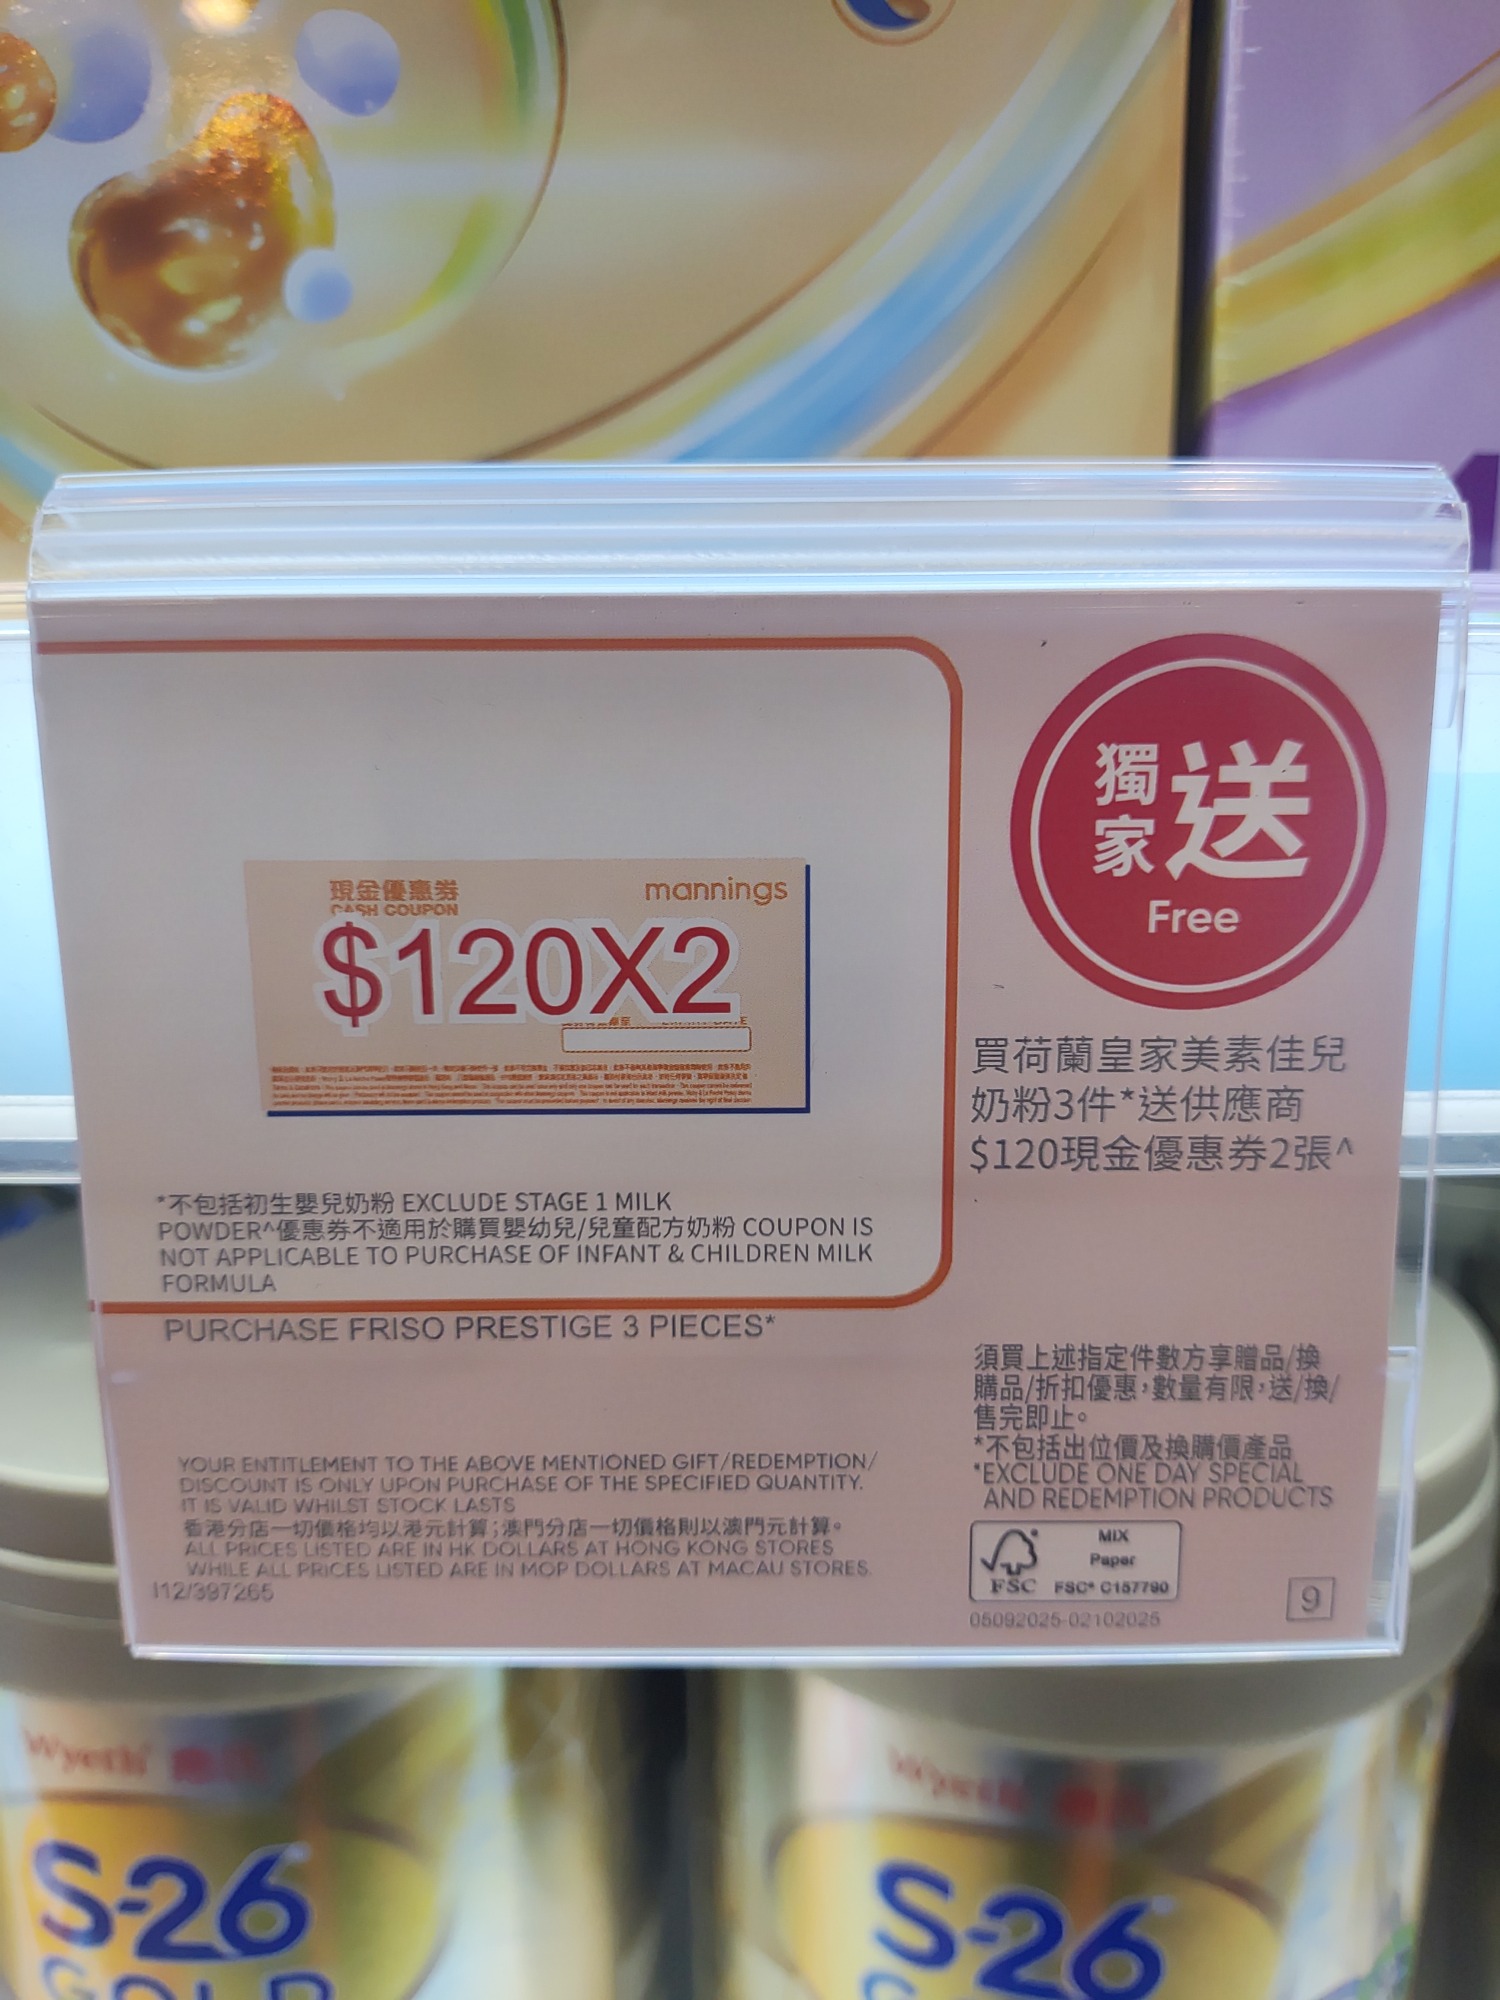 現金優惠券
CASH COUPON
mannings
$120X2
*不包括初生嬰兒奶粉 EXCLUDE STAGE 1 MILK
POWDER^優惠券不適用於購買嬰幼兒/兒童配方奶粉 COUPON IS
NOT APPLICABLE TO PURCHASE OF INFANT & CHILDREN MILK
FORMULA
PURCHASE FRISO PRESTIGE 3 PIECES*
YOUR ENTITLEMENT TO THE ABOVE MENTIONED GIFT/REDEMPTION/
DISCOUNT IS ONLY UPON PURCHASE OF THE SPECIFIED QUANTITY.
IT IS VALID WHILST STOCK LASTS
香港分店一切價格均以港元計算;澳門分店一切價格則以澳門元計算。
ALL PRICES LISTED ARE IN HK DOLLARS AT HONG KONG STORES
WHILE ALL PRICES LISTED ARE IN MOP DOLLARS AT MACAU STORES.
I12/397265
獨家送
Free
買荷蘭皇家美素佳兒
奶粉3件*送供應商
$120現金優惠券2張^
須買上述指定件數方享贈品/換
購品/折扣優惠,數量有限,送/換/
售完即止。
*不包括出位價及換購價產品
*EXCLUDE ONE DAY SPECIAL
AND REDEMPTION PRODUCTS
FSC
MIX
Paper
FSC® C157790
05092025-02102025
9
Wyeth
S-26
GOLD
Wyeth
S-26